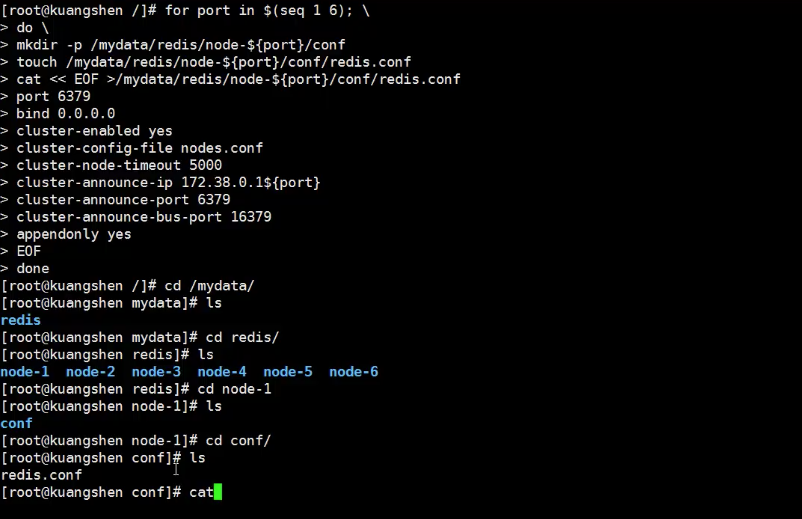 [root@kuangshen /]# for port in $(seq 1 6); \
> do \
> mkdir -p /mydata/redis/node-${port}/conf
> touch /mydata/redis/node-${port}/conf/redis.conf
> cat << EOF >/mydata/redis/node-${port}/conf/redis.conf
> port 6379
> bind 0.0.0.0
> cluster-enabled yes
> cluster-config-file nodes.conf
> cluster-node-timeout 5000
> cluster-announce-ip 172.38.0.1${port}
> cluster-announce-port 6379
> cluster-announce-bus-port 16379
> appendonly yes
> EOF
> done
[root@kuangshen /]# cd /mydata/
[root@kuangshen mydata]# ls
redis
[root@kuangshen mydata]# cd redis/
[root@kuangshen redis]# ls
node-1  node-2  node-3  node-4  node-5  node-6
[root@kuangshen redis]# cd node-1
[root@kuangshen node-1]# ls
conf
[root@kuangshen node-1]# cd conf/
[root@kuangshen conf]# ls
redis.conf
[root@kuangshen conf]# cat